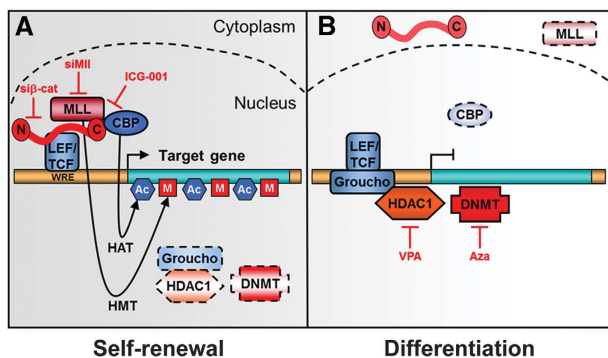 A
Cytoplasm
siMll
ICG-001
siβ-cat
Nucleus
MLL
N
C
CBP
LEF/
TCF
WRE
Target gene
Ac
M
Ac
M
Ac
M
HAT
HMT
Groucho
HDAC1
DNMT
Self-renewal
B
N
C
MLL
CBP
LEF/
TCF
Groucho
HDAC1
DNMT
VPA
Aza
Differentiation